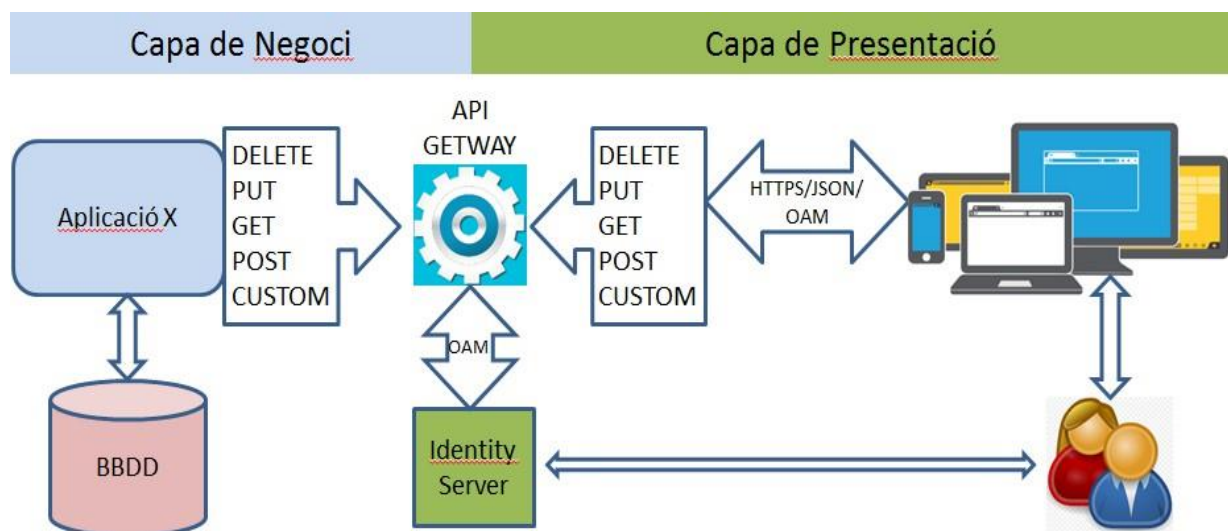 Capa de Negoci
Capa de Presentació
Aplicació X
DELETE
PUT
GET
POST
CUSTOM
API
GETWAY
DELETE
PUT
GET
POST
CUSTOM
HTTPS/JSON/
OAM
OAM
BBDD
Identity
Server